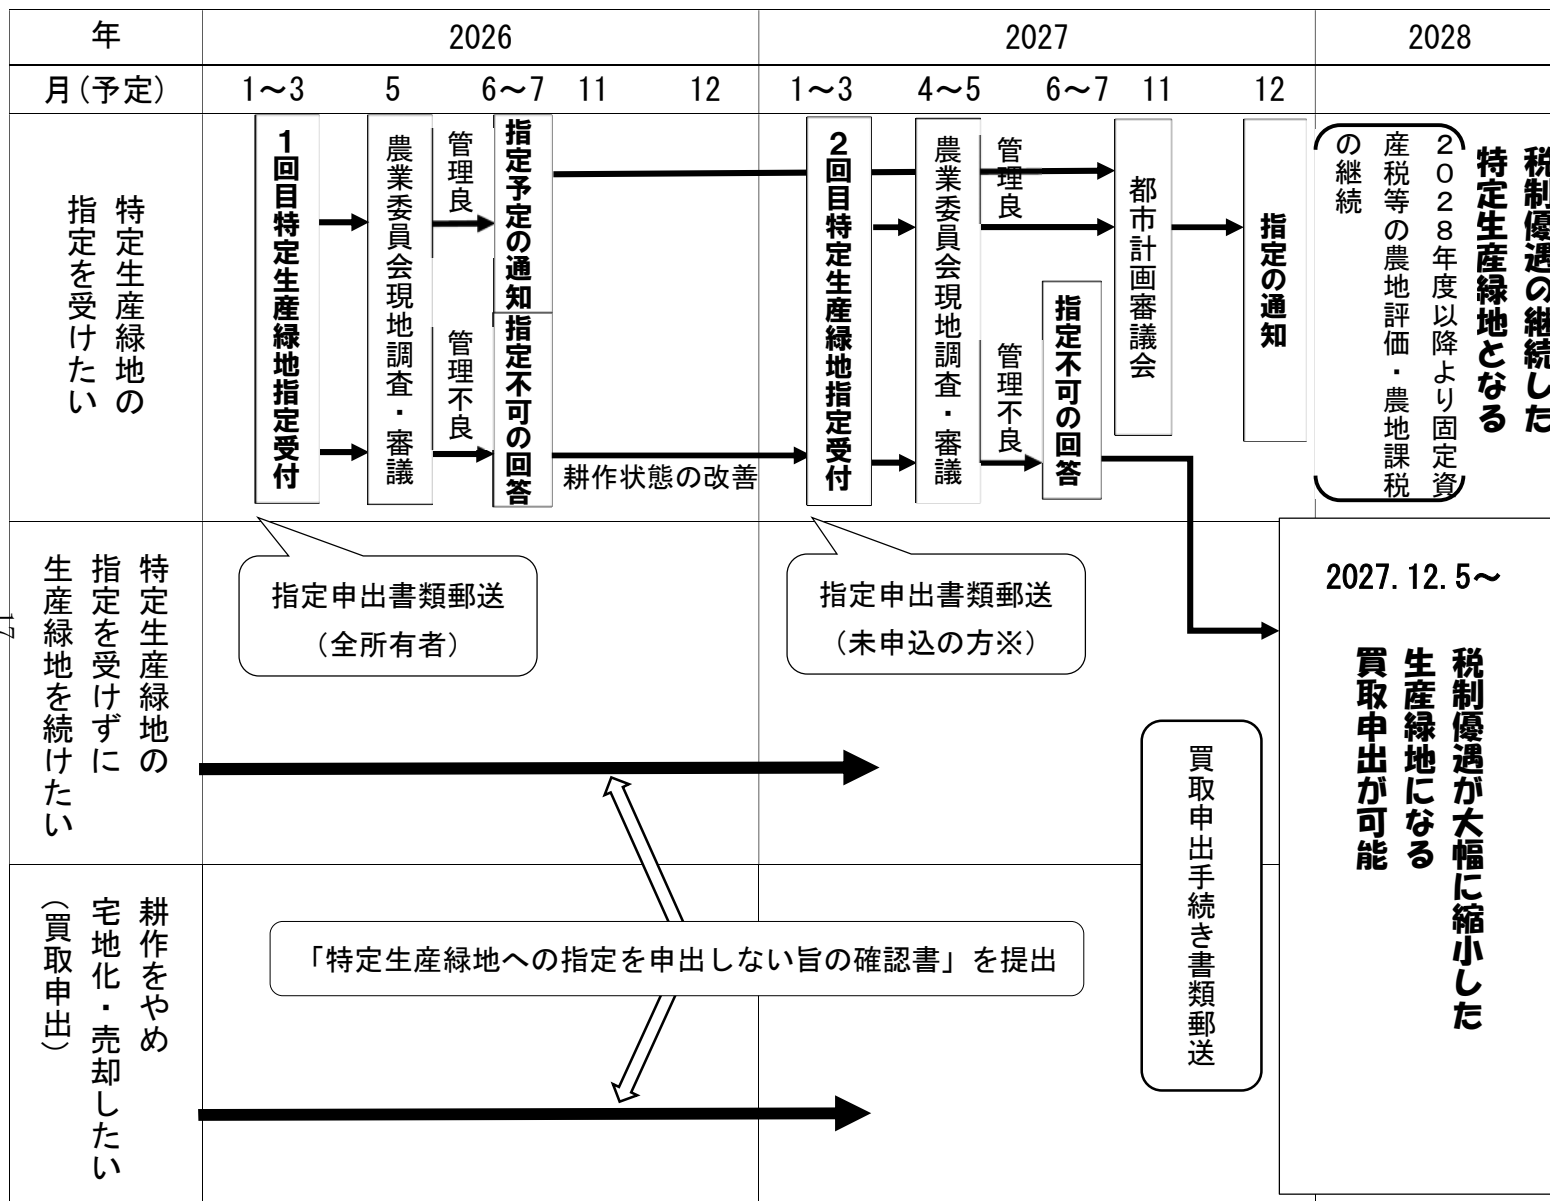 年
2026
2027
2028
月(予定)
1～3
5
6～7
11
12
1～3
4～5
6～7
11
12
特定生産緑地の
指定を受けたい
1回目特定生産緑地指定受付
農業委員会現地調査・審議
管理良
管理不良
指定予定の通知
指定不可の回答
耕作状態の改善
2回目特定生産緑地指定受付
農業委員会現地調査・審議
管理良
管理不良
指定不可の回答
都市計画審議会
指定の通知
税制優遇の継続した
特定生産緑地となる
2028年度以降より固定資
産税等の農地評価・農地課税
の継続
特定生産緑地の
指定を受けずに
生産緑地を続けたい
指定申出書類郵送
(全所有者)
指定申出書類郵送
(未申込の方※)
2027.12.5～
税制優遇が大幅に縮小した
生産緑地になる
買取申出が可能
買取申出手続き書類郵送
耕作をやめ
宅地化・売却したい
(買取申出)
「特定生産緑地への指定を申出しない旨の確認書」を提出
17